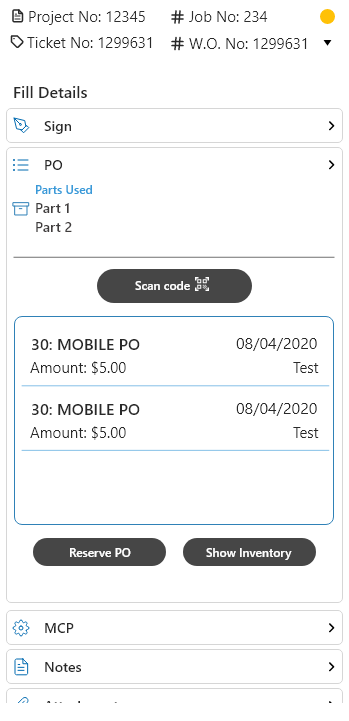 Project No: 12345 # Job No: 234
Ticket No: 1299631 # W.O. No: 1299631
Fill Details
Sign
PO
Parts Used
Part 1
Part 2
Scan code
30: MOBILE PO 08/04/2020
Amount: $5.00 Test
30: MOBILE PO 08/04/2020
Amount: $5.00 Test
Reserve PO Show Inventory
MCP
Notes